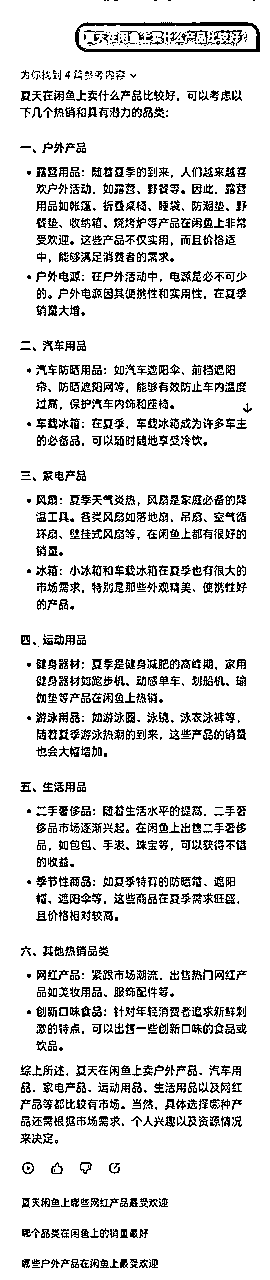 夏天在闲鱼上卖什么产品比较好?
为你找到 4 篇参考内容
夏天在闲鱼上卖什么产品比较好，可以考虑以
下几个热销和具有潜力的品类：
一、户外产品
• 露营用品：随着夏季的到来，人们越来越喜
欢户外活动，如露营、野餐等。因此，露营
用品如帐篷、折叠桌椅、睡袋、防潮垫、野
餐垫、收纳箱、烧烤炉等产品在闲鱼上非常
受欢迎。这些产品不仅实用，而且价格适
中，能够满足消费者的需求。
• 户外电源：在户外活动中，电源是必不可少
的。户外电源因其便携性和实用性，在夏季
销量大增。
二、汽车用品
• 汽车防晒用品：如汽车遮阳伞、前挡遮阳
帘、防晒遮阳网等，能够有效防止车内温度
过高，保护汽车内饰和座椅。
• 车载冰箱：在夏季，车载冰箱成为许多车主
的必备品，可以随时随地享受冷饮。
三、家电产品
• 风扇：夏季天气炎热，风扇是家庭必备的降
温工具。各类风扇如落地扇、吊扇、空气循
环扇、壁挂式风扇等，在闲鱼上都有很好的
销量。
• 冰箱：小冰箱和车载冰箱在夏季也有很大的
市场需求，特别是那些外观精美、便携性好
的产品。
四、运动用品
• 健身器材：夏季是健身减肥的高峰期，家用
健身器材如跑步机、动感单车、划船机、瑜
伽垫等产品在闲鱼上热销。
• 游泳用品：如游泳圈、泳镜、泳衣泳裤等，
随着夏季游泳热潮的到来，这些产品的销量
也会大幅增加。
五、生活用品
• 二手奢侈品：随着生活水平的提高，二手奢
侈品市场逐渐兴起。在闲鱼上出售二手奢侈
品，如包包、手表、珠宝等，可以获得不错
的收益。
• 季节性商品：如夏季特有的防晒霜、遮阳
帽、遮阳伞等，这些商品在夏季需求旺盛，
且价格相对较高。
六、其他热销品类
• 网红产品：紧跟市场潮流，出售热门网红产
品如美妆用品、服饰配件等。
• 创新口味食品：针对年轻消费者追求新鲜刺
激的特点，可以出售一些创新口味的食品或
饮品。
综上所述，夏天在闲鱼上卖户外产品、汽车用
品、家电产品、运动用品、生活用品以及网红
产品等都比较有市场。当然，具体选择哪种产
品还需根据市场需求、个人兴趣以及资源情况
来决定。
夏天闲鱼上哪些网红产品最受欢迎
哪个品类在闲鱼上的销量最好
哪些户外产品在闲鱼上最受欢迎